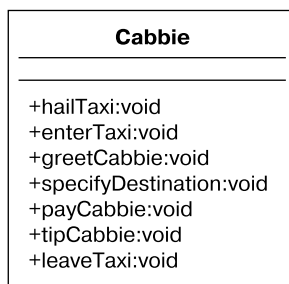 Cabbie
+hailTaxi:void
+enterTaxi:void
+greetCabbie:void
+specifyDestination:void
+payCabbie:void
+tipCabbie:void
+leaveTaxi:void